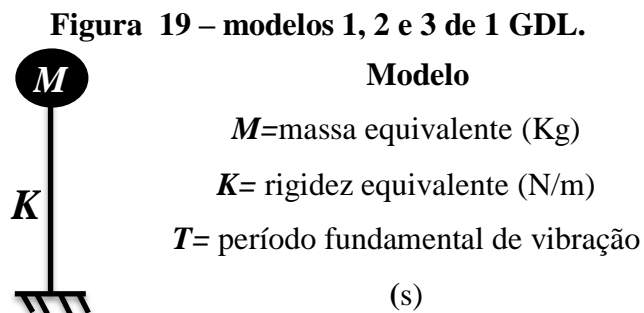 Figura 19 – modelos 1, 2 e 3 de 1 GDL.
M
Modelo
M=massa equivalente (Kg)
K
K= rigidez equivalente (N/m)
T= período fundamental de vibração
(s)